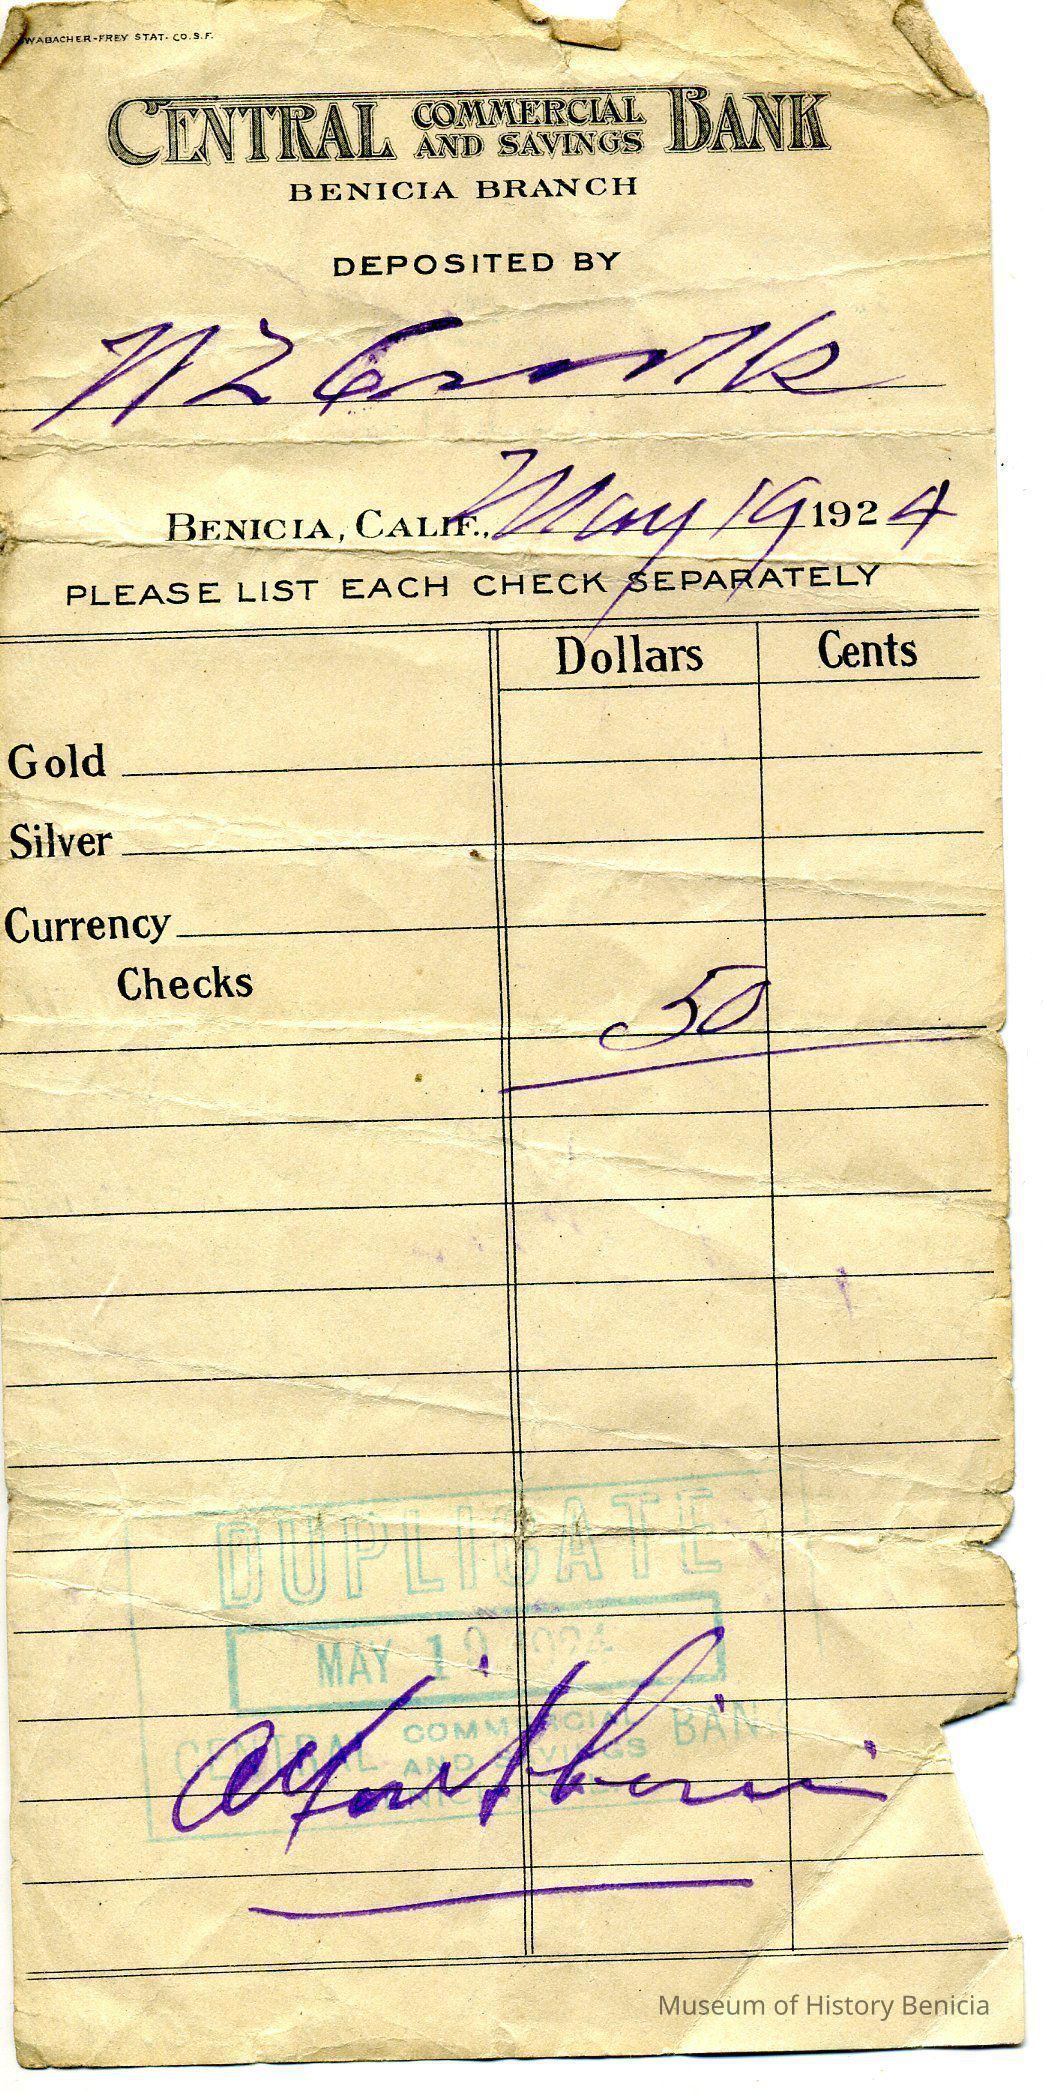 WABACHER-FREY STAT. CO. S.F.
CENTRAL COMMERCIAL AND SAVINGS BANK
BENICIA BRANCH
DEPOSITED BY
BENICIA, CALIF., May 19 1924
PLEASE LIST EACH CHECK SEPARATELY
Dollars Cents
Gold
Silver
Currency
Checks
50
DUPLICATE
MAY 19 1924
CENTRAL COMMERCIAL AND SAVINGS BANK
Museum of History Benicia